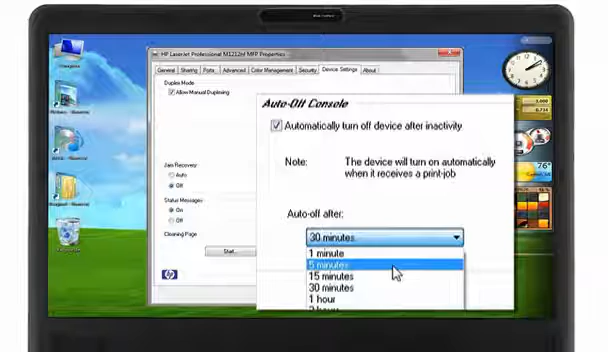 HP LaserJet Professional M1212nf MFP Properties
General Sharing Ports Advanced Color Management Security Device Settings About
Duplex Mode
Allow Manual Duplexing
Auto-Off Console
Automatically turn off device after inactivity
Note: The device will turn on automatically
when it receives a print-job
Jam Recovery
Auto
Off
Status Messages
On
Off
Cleaning Page
Start...
Auto-off after:
30 minutes
1 minute
5 minutes
15 minutes
30 minutes
1 hour
76°
hp